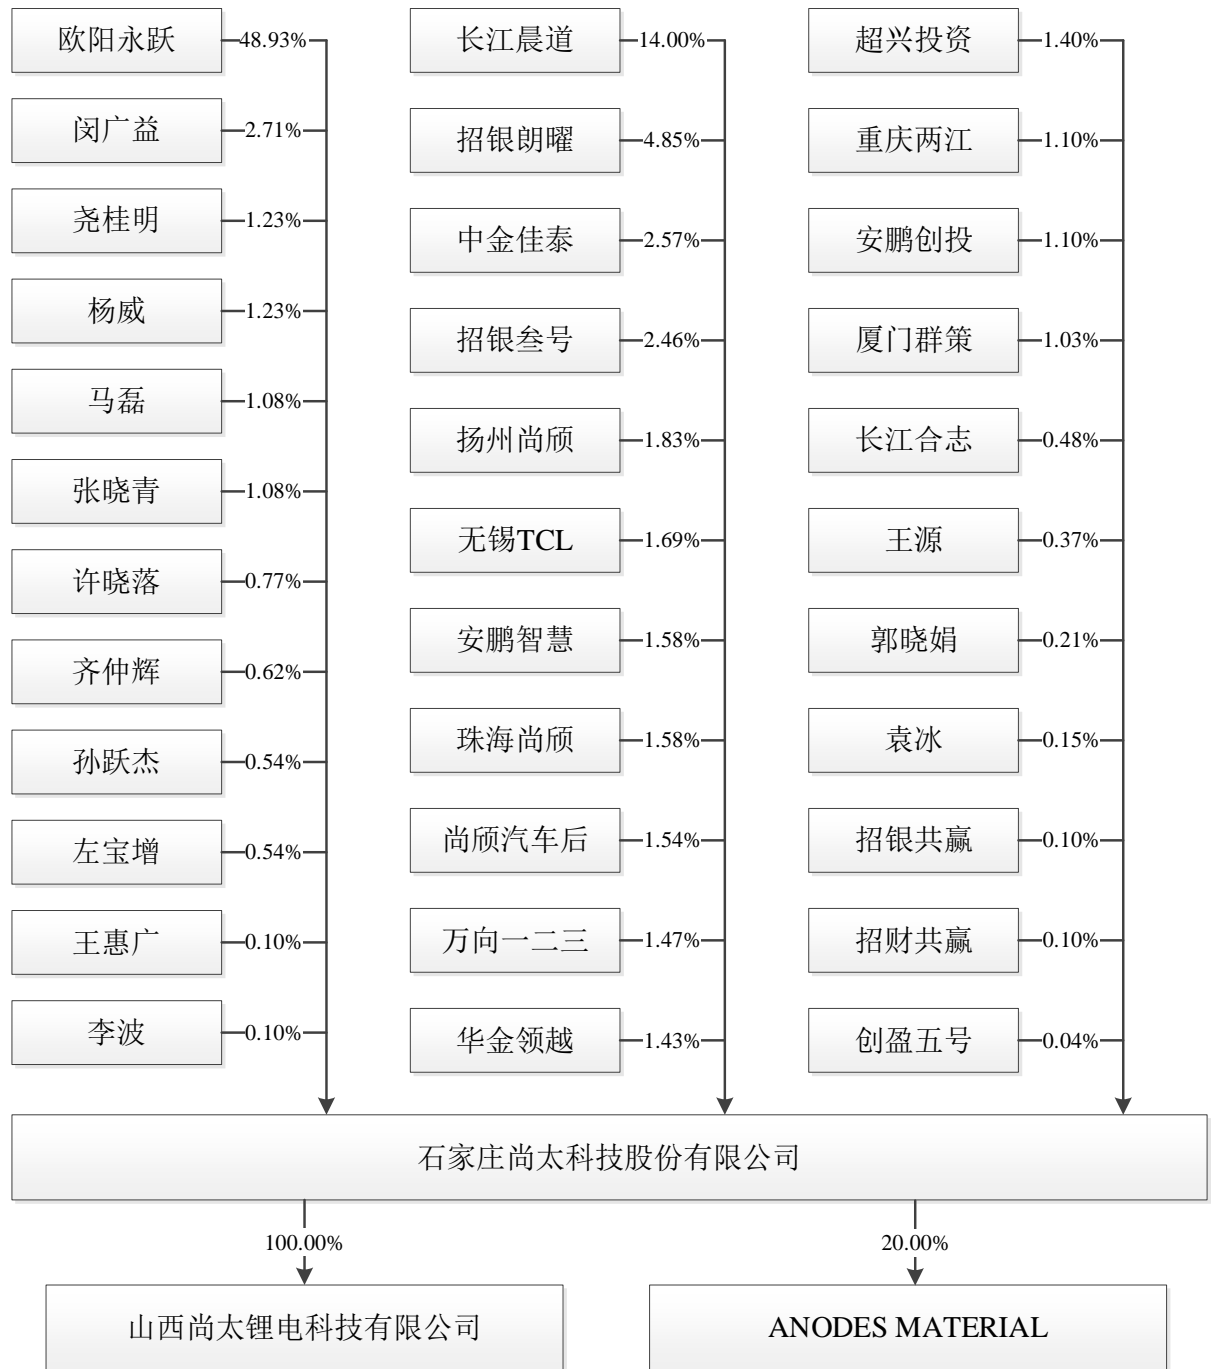 欧阳永跃 48.93%
闵广益 2.71%
尧桂明 1.23%
杨威 1.23%
马磊 1.08%
张晓青 1.08%
许晓落 0.77%
齐仲辉 0.62%
孙跃杰 0.54%
左宝增 0.54%
王惠广 0.10%
李波 0.10%
长江晨道 14.00%
招银朗曜 4.85%
中金佳泰 2.57%
招银叁号 2.46%
扬州尚颀 1.83%
无锡TCL 1.69%
安鹏智慧 1.58%
珠海尚颀 1.58%
尚颀汽车后 1.54%
万向一二三 1.47%
华金领越 1.43%
超兴投资 1.40%
重庆两江 1.10%
安鹏创投 1.10%
厦门群策 1.03%
长江合志 0.48%
王源 0.37%
郭晓娟 0.21%
袁冰 0.15%
招银共赢 0.10%
招财共赢 0.10%
创盈五号 0.04%
石家庄尚太科技股份有限公司
100.00%
20.00%
山西尚太锂电科技有限公司
ANODES MATERIAL